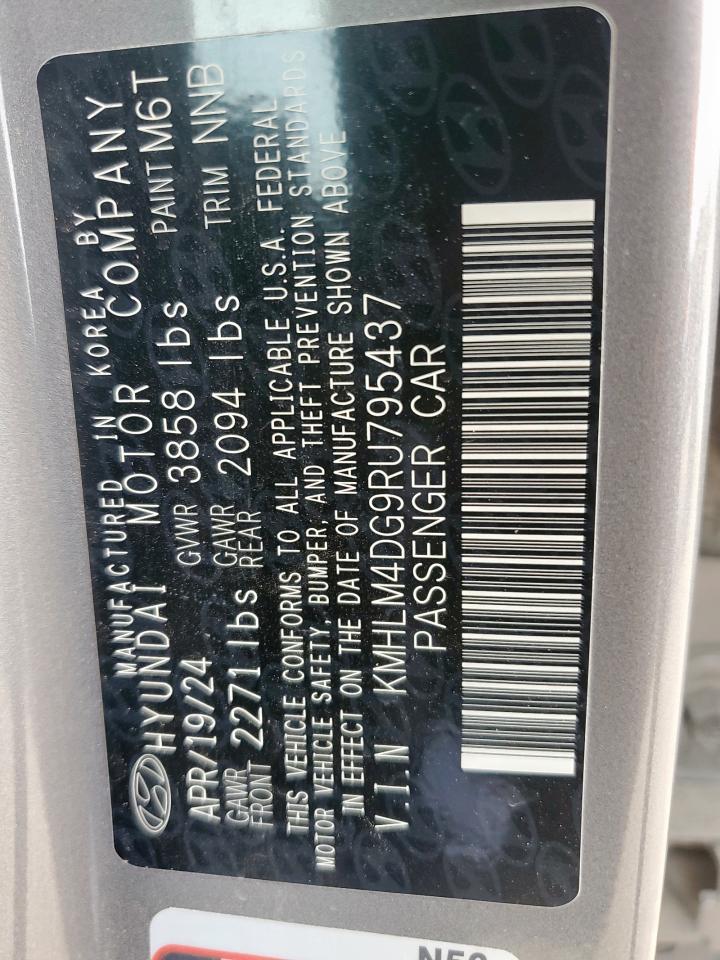 MANUFACTURED IN KOREA BY
HYUNDAI MOTOR COMPANY
APR/19/24 GVWR 3858 lbs PAINT M6T
GAWR FRONT 2271 lbs GAWR REAR 2094 lbs TRIM NNB
THIS VEHICLE CONFORMS TO ALL APPLICABLE U.S.A. FEDERAL
MOTOR VEHICLE SAFETY, BUMPER, AND THEFT PREVENTION STANDARDS
IN EFFECT ON THE DATE OF MANUFACTURE SHOWN ABOVE
V.I.N KMHLM4DG9RU795437
PASSENGER CAR